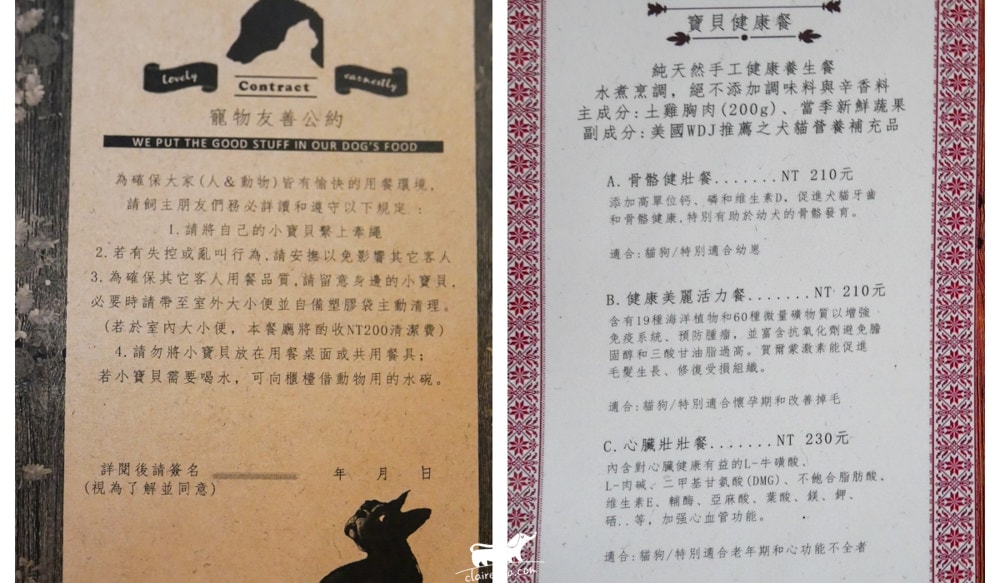 Lovely
earnestly
Contract
寵物友善公約
WE PUT THE GOOD STUFF IN OUR DOG'S FOOD
為確保大家(人&動物)皆有愉快的用餐環境,
請飼主朋友們務必詳讀和遵守以下規定 :
1.請將自己的小寶貝繫上牽繩
2.若有失控或亂叫行為,請安撫以免影響其它客人
3.為確保其它客人用餐品質,請留意身邊的小寶貝,
必要時請帶至室外大小便並自備塑膠袋主動清理。
(若於室內大小便, 本餐廳將酌收NT200清潔費)
4.請勿將小寶貝放在用餐桌面或共用餐具;
若小寶貝需要喝水, 可向櫃檯借動物用的水碗。
詳閱後請簽名 年 月 日
(視為了解並同意)
寶貝健康餐
純天然手工健康養生餐
水煮烹調, 絕不添加調味料與辛香料
主成分:土雞胸肉(200g)、當季新鮮蔬果
副成分:美國WDJ推薦之犬貓營養補充品
A.骨骼健壯餐.......NT 210元
添加高單位鈣、磷和維生素D, 促進犬貓牙齒
和骨骼健康,特別有助於幼犬的骨骼發育。
適合:貓狗/特別適合幼崽
B.健康美麗活力餐.......NT 210元
含有19種海洋植物和60種微量礦物質以增強
免疫系統、預防腫瘤, 並富含抗氧化劑避免膽
固醇和三酸甘油脂過高。賀爾蒙激素能促進
毛髮生長、修復受損組織。
適合:貓狗/特別適合懷孕期和改善掉毛
C.心臟壯壯餐.......NT 230元
內含對心臟健康有益的L-牛磺酸、
L-肉碱、二甲基甘氨酸(DMG)、不飽合脂肪酸、
維生素E、輔酶、亞麻酸、葉酸、鎂、鉀、
硒..等, 加强心血管功能。
適合:貓狗/特別適合老年期和心功能不全者